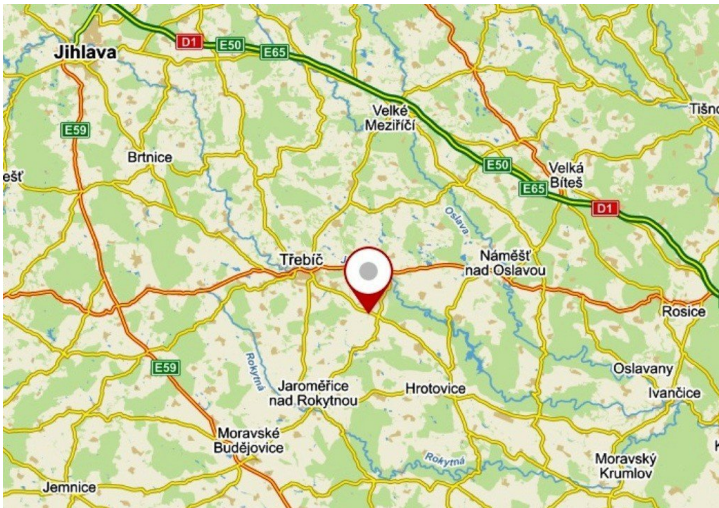 Jihlava
D1
E50
E65
E59
Velké
Meziříčí
Tišno
Brtnice
ešť
E50
E65
Velká
Bíteš
D1
Oslava
Třebíč
J
Náměšť
nad Oslavou
Rosice
E59
Rokytná
Jaroměřice
nad Rokytnou
Hrotovice
Oslavany
Ivančice
Moravské
Budějovice
Rokytná
Moravský
Krumlov
K
Jemnice